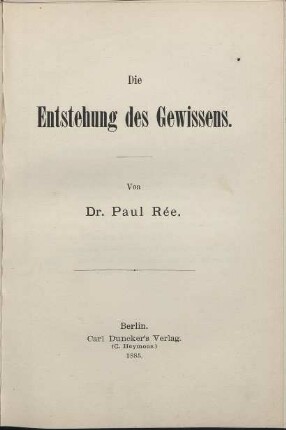 Die
Entstehung des Gewissens.
Von
Dr. Paul Rée.
Berlin.
Carl Duncker's Verlag.
(C. Heymons)
1885.